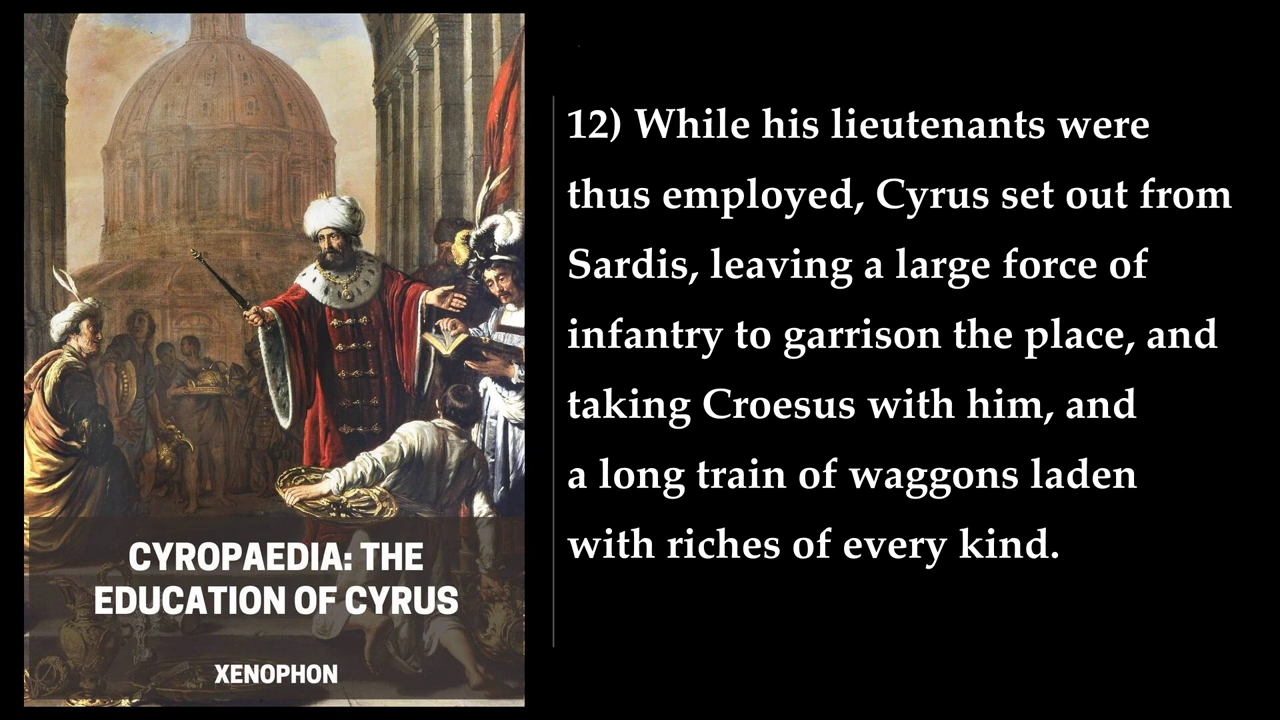 12) While his lieutenants were
thus employed, Cyrus set out from
Sardis, leaving a large force of
infantry to garrison the place, and
taking Croesus with him, and
a long train of waggons laden
with riches of every kind.
CYROPAEDIA: THE
EDUCATION OF CYRUS
XENOPHON